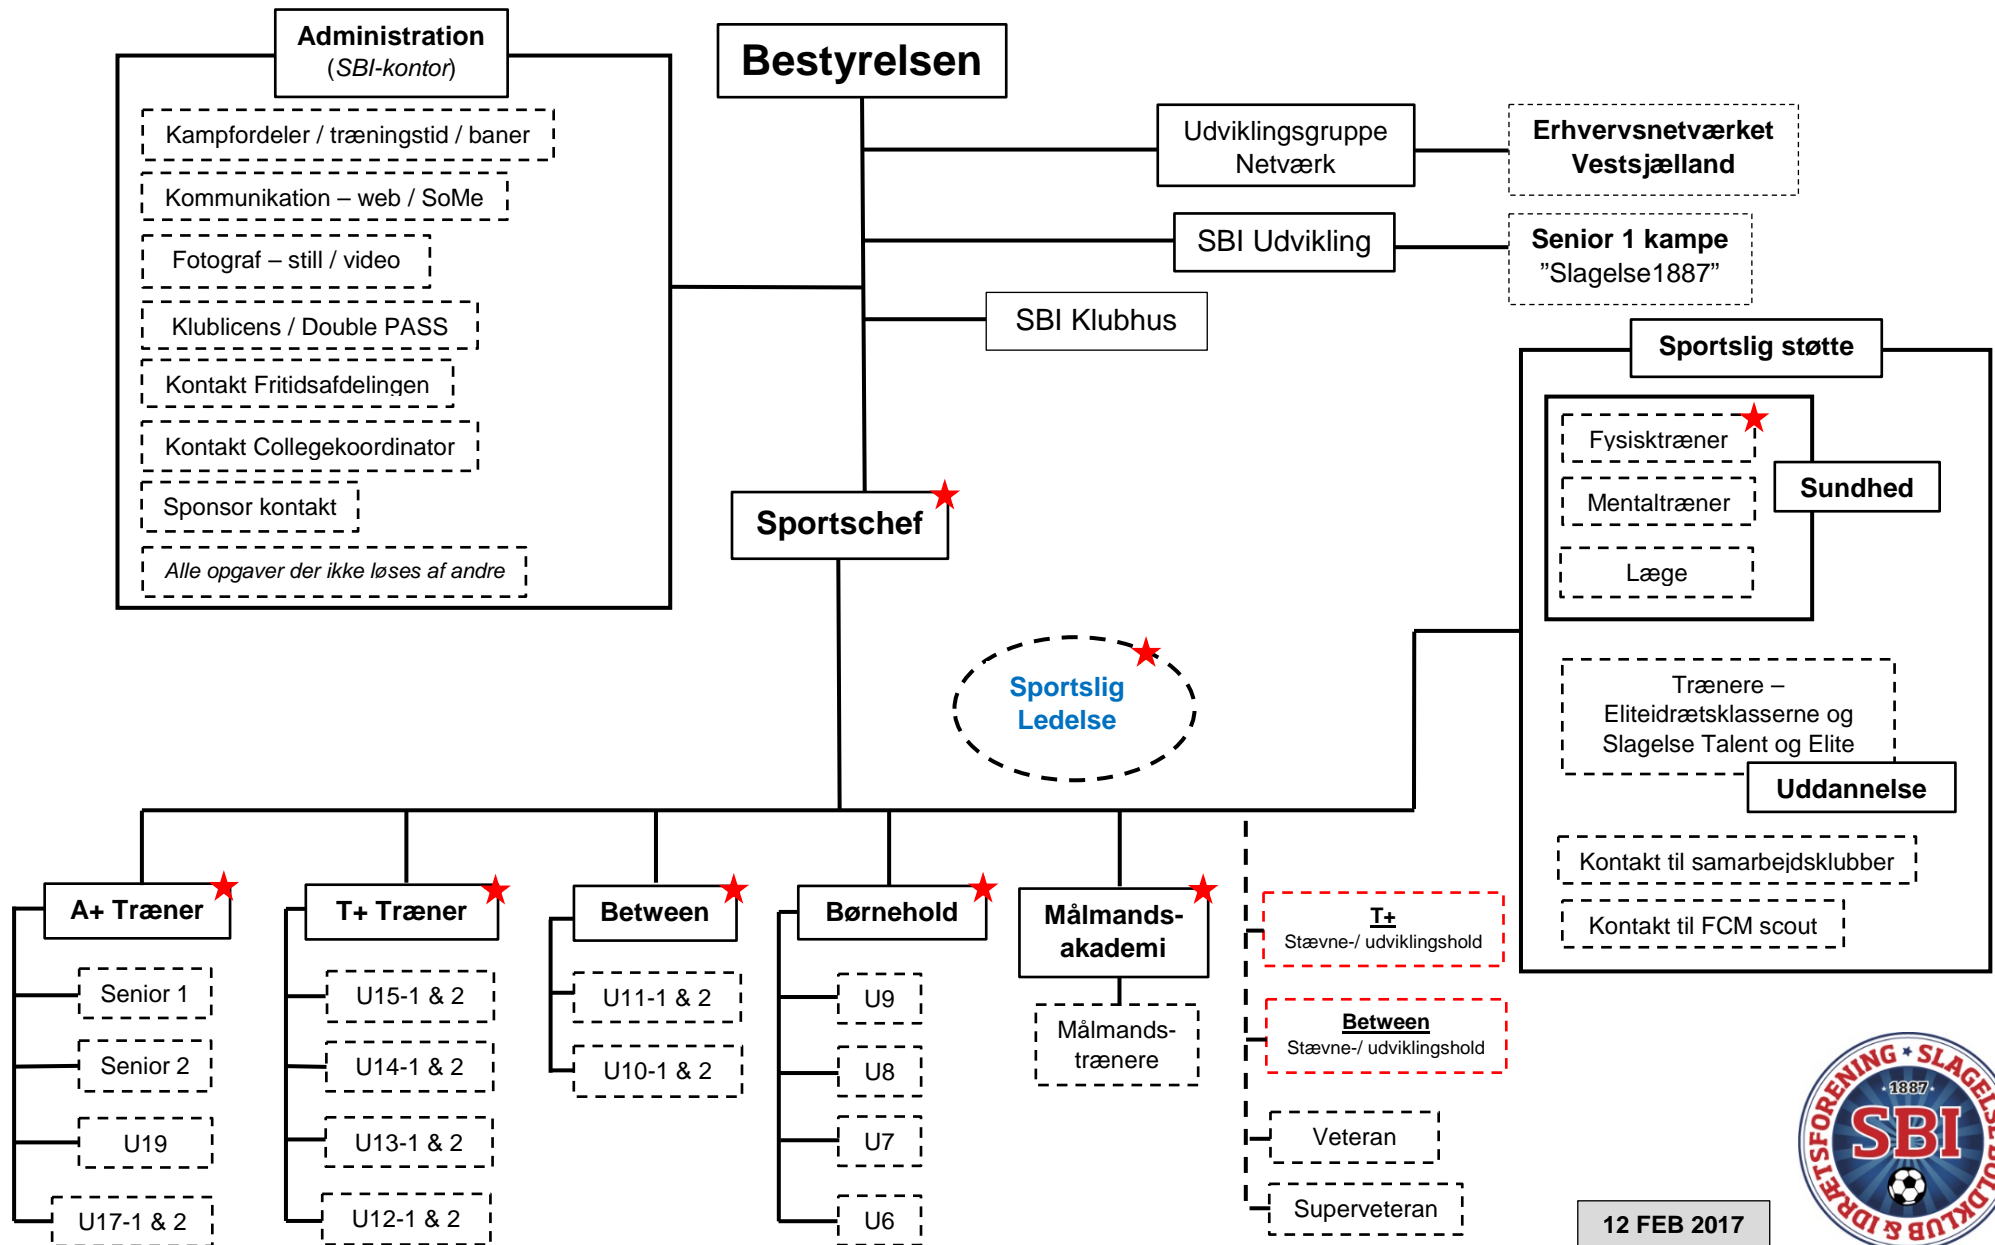 Administration
(SBI-kontor)
Kampfordeler / træningstid / baner
Kommunikation – web / SoMe
Fotograf – still / video
Klublicens / Double PASS
Kontakt Fritidsafdelingen
Kontakt Collegekoordinator
Sponsor kontakt
Alle opgaver der ikke løses af andre
Bestyrelsen
Udviklingsgruppe
Netværk
Erhvervsnetværket
Vestsjælland
SBI Udvikling
Senior 1 kampe
”Slagelse1887”
SBI Klubhus
Sportschef
Sportslig
Ledelse
Sportslig støtte
Fysisktræner
Mentaltræner
Læge
Sundhed
Trænere –
Eliteidrætsklasserne og
Slagelse Talent og Elite
Uddannelse
Kontakt til samarbejdsklubber
Kontakt til FCM scout
A+ Træner
Senior 1
Senior 2
U19
U17-1 & 2
T+ Træner
U15-1 & 2
U14-1 & 2
U13-1 & 2
U12-1 & 2
Between
U11-1 & 2
U10-1 & 2
Børnehold
U9
U8
U7
U6
Målmands-
akademi
Målmands-
trænere
T+
Stævne-/ udviklingshold
Between
Stævne-/ udviklingshold
Veteran
Superveteran
12 FEB 2017
SLAGELSE BOLDKLUB & IDRÆTSFORENING
1887
SBI